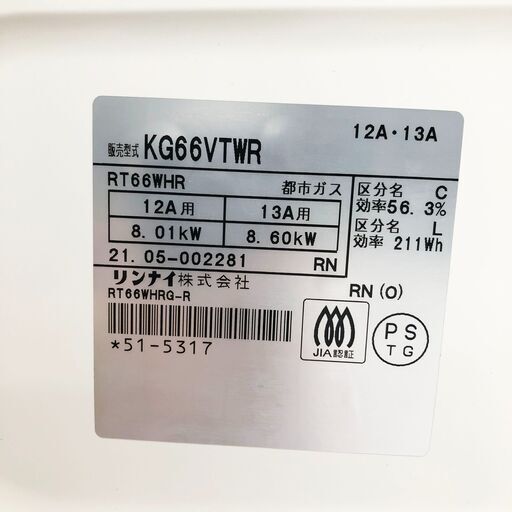 12A・13A
販売型式 KG66VTWR
RT66WHR 都市ガス
12A用 13A用
8.01kW 8.60kW
区分名 C
効率56.3%
区分名 L
効率 211Wh
21.05-002281 RN
リンナイ株式会社
RT66WHRG-R
RN(O)
*51-5317
JIA認証
PS
TG